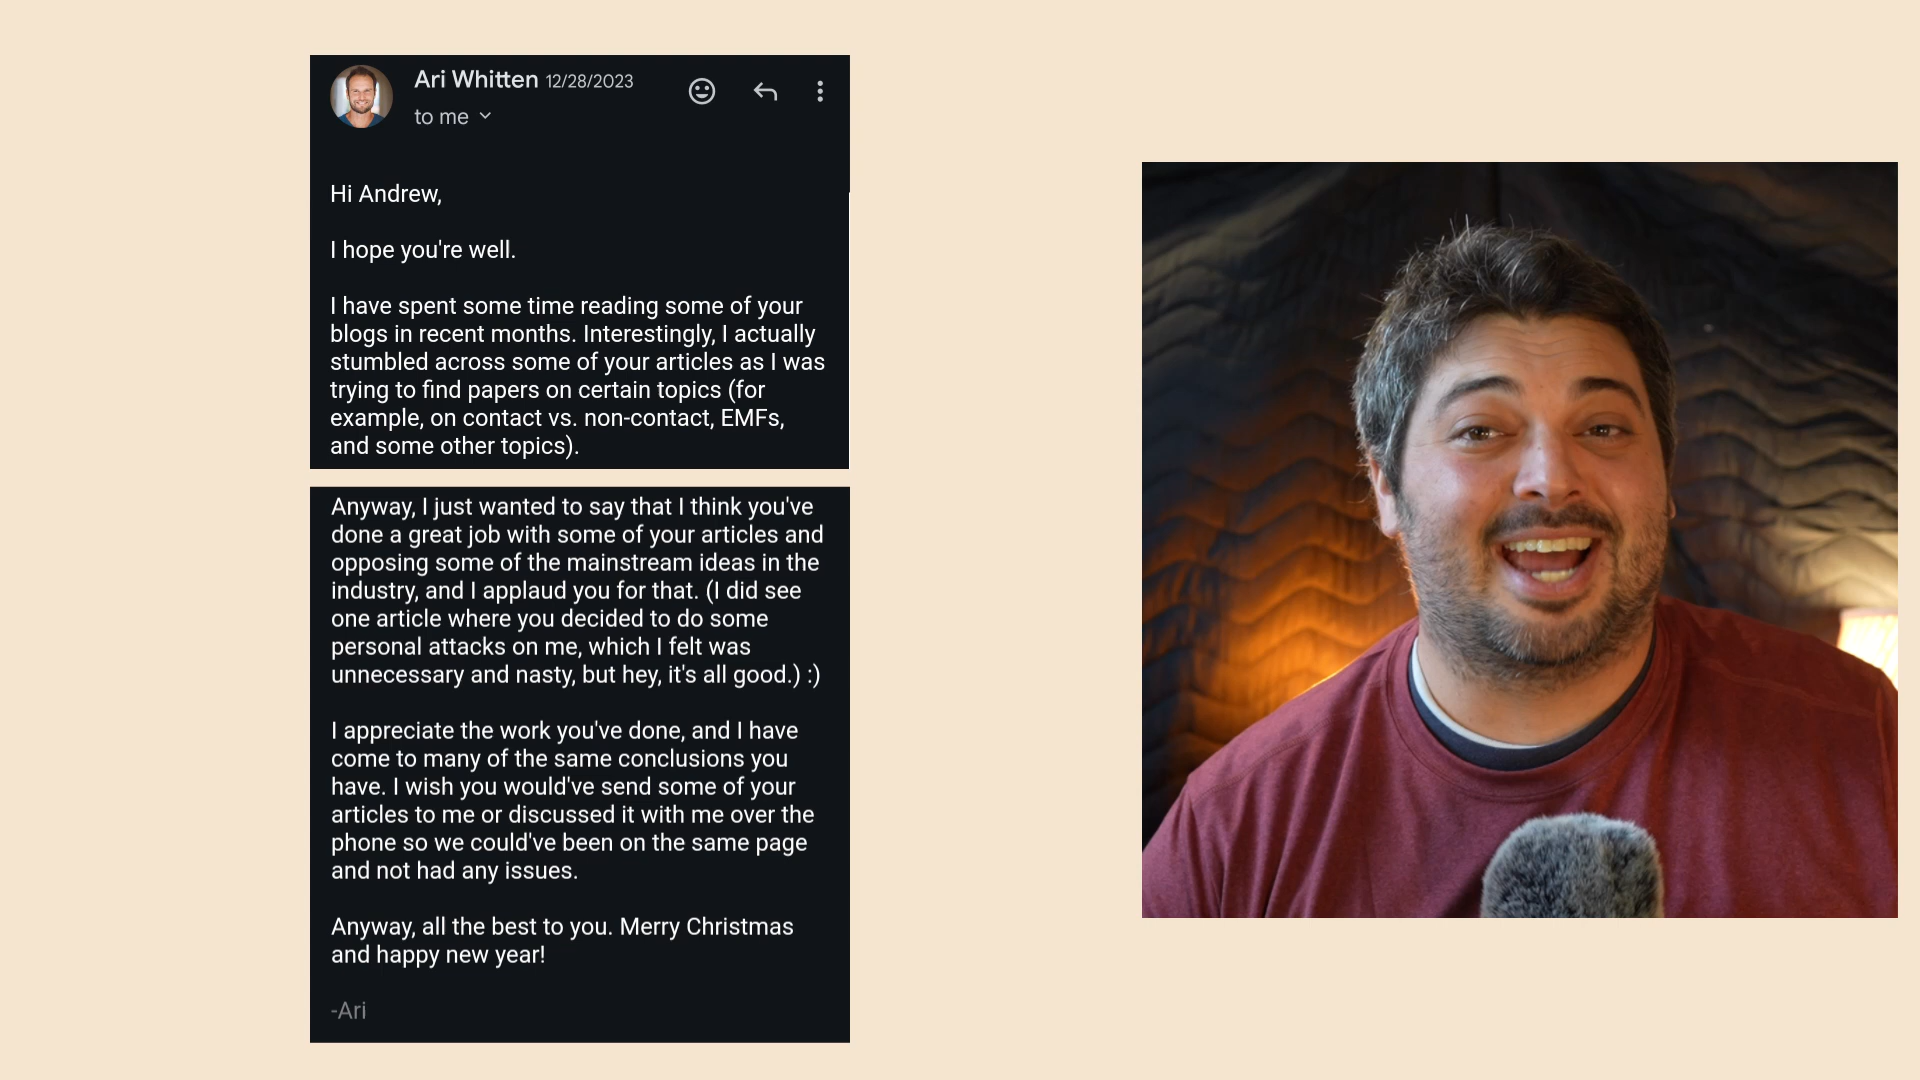 Ari Whitten 12/28/2023
to me
Hi Andrew,
I hope you're well.
I have spent some time reading some of your
blogs in recent months. Interestingly, I actually
stumbled across some of your articles as I was
trying to find papers on certain topics (for
example, on contact vs. non-contact, EMFs,
and some other topics).
Anyway, I just wanted to say that I think you've
done a great job with some of your articles and
opposing some of the mainstream ideas in the
industry, and I applaud you for that. (I did see
one article where you decided to do some
personal attacks on me, which I felt was
unnecessary and nasty, but hey, it's all good.) :)
I appreciate the work you've done, and I have
come to many of the same conclusions you
have. I wish you would've send some of your
articles to me or discussed it with me over the
phone so we could've been on the same page
and not had any issues.
Anyway, all the best to you. Merry Christmas
and happy new year!
-Ari